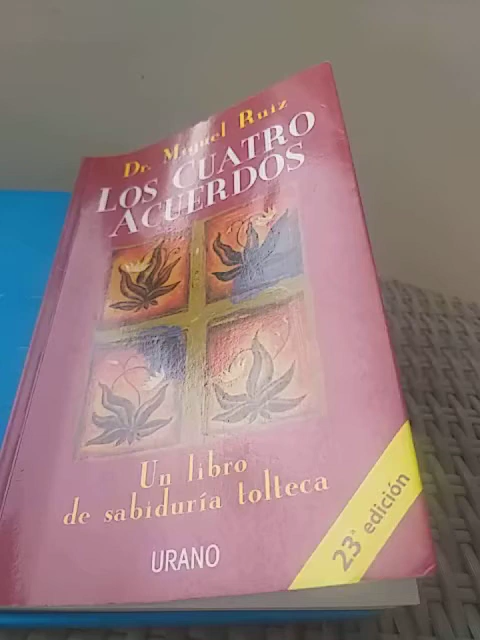 Dr. Miguel Ruiz
LOS CUATRO
ACUERDOS
Un libro
de sabiduría tolteca
URANO
23ª edición